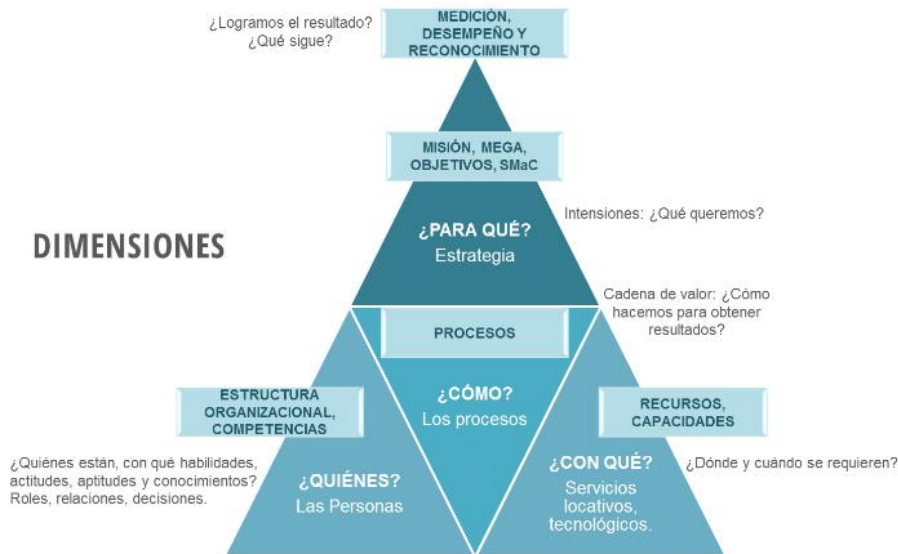 ¿Logramos el resultado?
¿Qué sigue?
MEDICIÓN,
DESEMPEÑO Y
RECONOCIMIENTO
MISIÓN, MEGA,
OBJETIVOS, SMaC
Intensiones: ¿Qué queremos?
¿PARA QUÉ?
Estrategia
DIMENSIONES
Cadena de valor: ¿Cómo
hacemos para obtener
resultados?
PROCESOS
¿CÓMO?
Los procesos
ESTRUCTURA
ORGANIZACIONAL,
COMPETENCIAS
RECURSOS,
CAPACIDADES
¿Quiénes están, con qué habilidades,
actitudes, aptitudes y conocimientos?
Roles, relaciones, decisiones.
¿QUIÉNES?
Las Personas
¿CON QUÉ?
Servicios
locativos,
tecnológicos.
¿Dónde y cuándo se requieren?